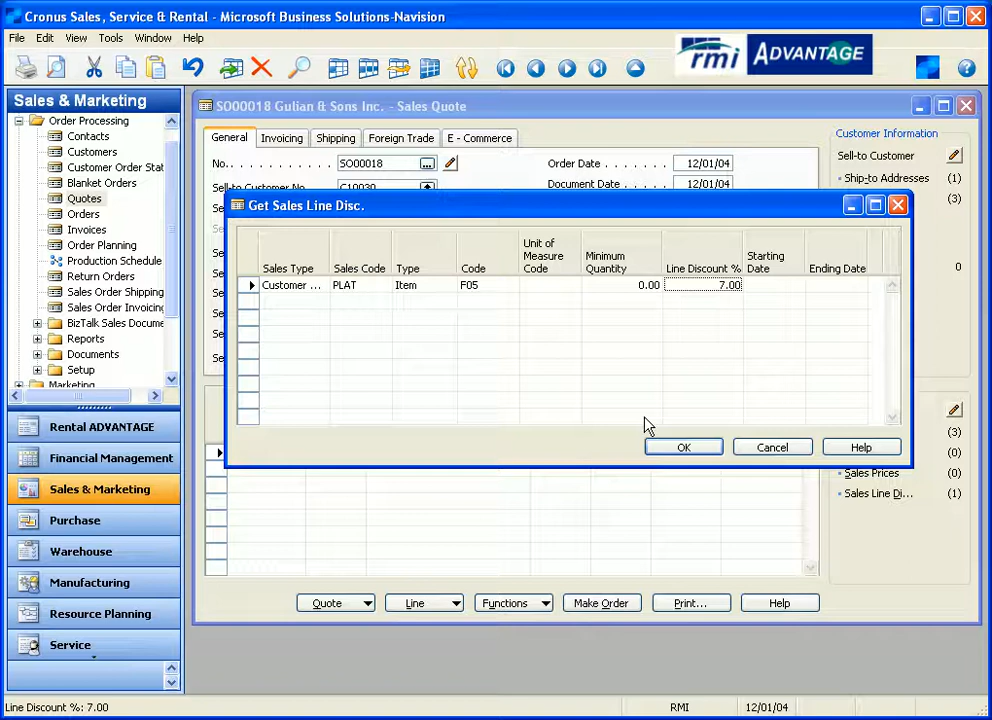 Cronus Sales, Service & Rental - Microsoft Business Solutions-Navision
File Edit View Tools Window Help
rmi ADVANTAGE
Sales & Marketing
Order Processing
Contacts
Customers
Customer Order Stat
Blanket Orders
Quotes
Orders
Invoices
Order Planning
Production Schedule
Return Orders
Sales Order Shipping
Sales Order Invoicing
BizTalk Sales Docume
Reports
Documents
Setup
Marketing
Rental ADVANTAGE
Financial Management
Sales & Marketing
Purchase
Warehouse
Manufacturing
Resource Planning
Service
SO00018 Gulian & Sons Inc. - Sales Quote
General Invoicing Shipping Foreign Trade E - Commerce
No. . . . . . . . . . . . SO00018 Order Date . . . . . . 12/01/04
Sell-to Customer No. C10030 Document Date . . . . . 12/01/04
Se
Se
Se
Se
Se
Se
Se
Customer Information
Sell-to Customer
Ship-to Addresses (1)
(3)
0
(3)
(0)
Sales Prices (0)
Sales Line Di... (1)
Get Sales Line Disc.
Sales Type Sales Code Type Code Unit of Measure Code Minimum Quantity Line Discount % Starting Date Ending Date
Customer ... PLAT Item F05 0.00 7.00
OK Cancel Help
Quote Line Functions Make Order Print... Help
Line Discount %: 7.00 RMI 12/01/04